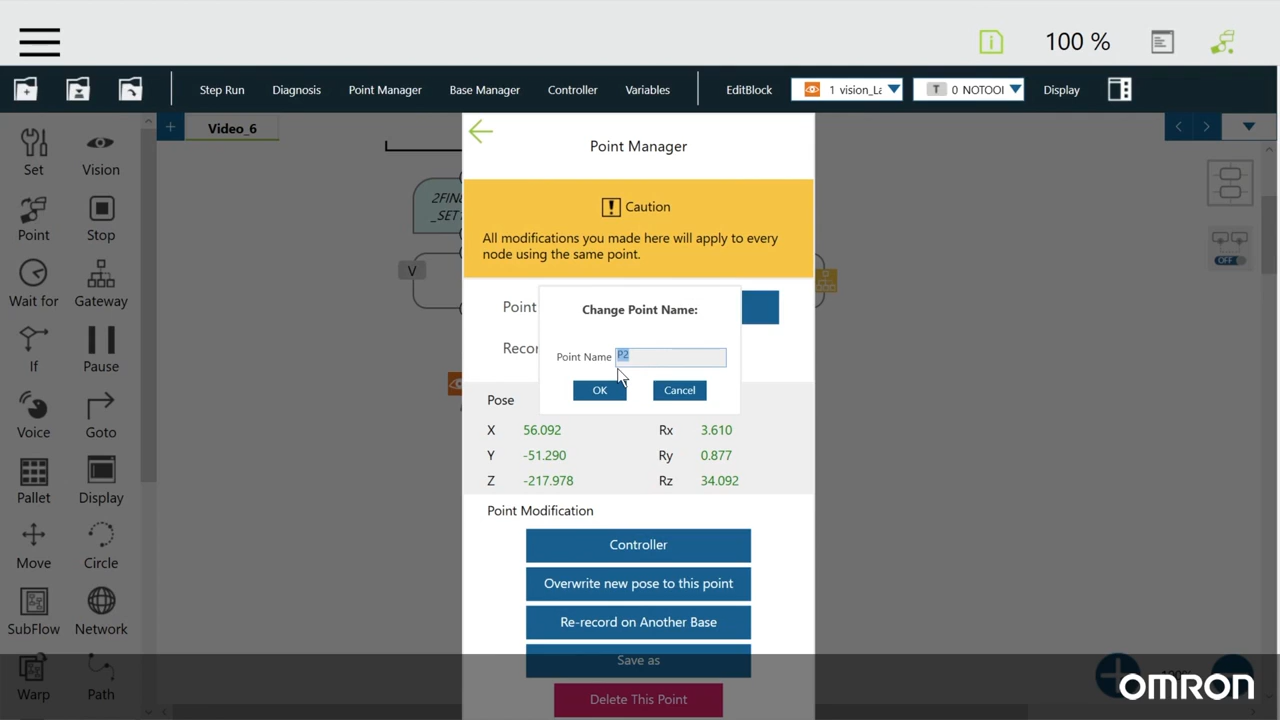 100 %
Step Run Diagnosis Point Manager Base Manager Controller Variables EditBlock 1 vision_La T 0 NOTOOI Display
+ Video_6
Set Vision
Point Stop
Wait for Gateway
If Pause
Voice Goto
Pallet Display
Move Circle
SubFlow Network
Warp Path
2FIN
_SET
V
OFF
Point Manager
! Caution
All modifications you made here will apply to every
node using the same point.
Point
Recor
Change Point Name:
Point Name P2
OK Cancel
Pose
X 56.092 Rx 3.610
Y -51.290 Ry 0.877
Z -217.978 Rz 34.092
Point Modification
Controller
Overwrite new pose to this point
Re-record on Another Base
Save as
Delete This Point
OMRON